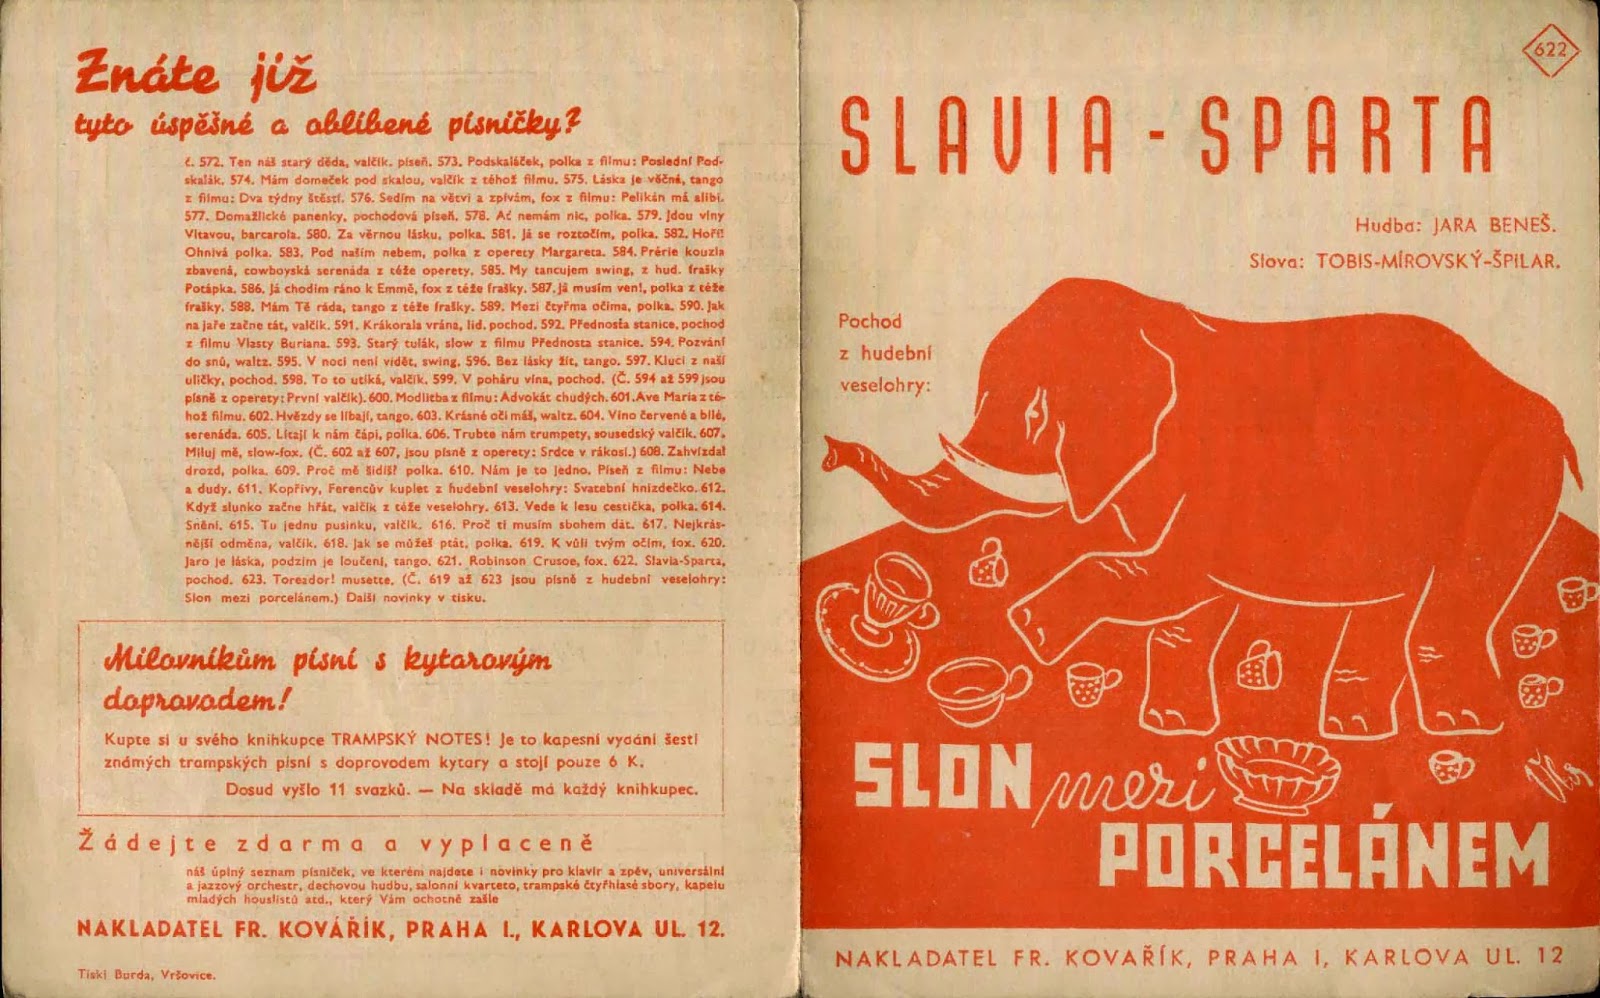 Znáte již
tyto úspěšné a oblíbené písničky?
č. 572. Ten náš starý děda, valčík. píseň. 573. Podskaláček, polka z filmu: Poslední Pod-
skalák. 574. Mám domeček pod skalou, valčík z téhož filmu. 575. Láska je věčná, tango
z filmu: Dva týdny štěstí. 576. Sedím na větvi a zpívám, fox z filmu: Pelikán má alibi.
577. Domažlické panenky, pochodová píseň. 578. Ať nemám nic, polka. 579. Jdou vlny
Vltavou, barcarola. 580. Za věrnou lásku, polka. 581. Já se roztočím, polka. 582. Hoří!
Ohnivá polka. 583. Pod naším nebem, polka z operety Margareta. 584. Prérie kouzla
zbavená, cowboyská serenáda z téže operety. 585. My tancujem swing, z hud. frašky
Potápka. 586. Já chodím ráno k Emmě, fox z téže frašky. 587. Já musím ven!, polka z téže
frašky. 588. Mám Tě ráda, tango z téže frašky. 589. Mezi čtyřma očima, polka. 590. Jak
na jaře začne tát, valčík. 591. Krákorala vrána, lid. pochod. 592. Přednosta stanice, pochod
z filmu Vlasty Buriana. 593. Starý tulák, slow z filmu Přednosta stanice. 594. Pozvání
do snů, waltz. 595. V noci není vidět, swing. 596. Bez lásky žít, tango. 597. Kluci z naší
uličky, pochod. 598. To to utíká, valčík. 599. V poháru vína, pochod. (Č. 594 až 599 jsou
písně z operety: První valčík). 600. Modlitba z filmu: Advokát chudých. 601. Ave Maria z té-
hož filmu. 602. Hvězdy se líbají, tango. 603. Krásné oči máš, waltz. 604. Víno červené a bílé,
serenáda. 605. Lítají k nám čápi, polka. 606. Trubte nám trumpety, sousedský valčík. 607.
Miluj mě, slow-fox. (Č. 602 až 607, jsou písně z operety: Srdce v rákosí.) 608. Zahvízdal
drozd, polka. 609. Proč mě šidíš? polka. 610. Nám je to jedno. Píseň z filmu: Nebe
a dudy. 611. Kopřivy, Ferencův kuplet z hudební veselohry: Svatební hnízdečko. 612.
Když slunko začne hřát, valčík z téže veselohry. 613. Vede k lesu cestička, polka. 614.
Snění. 615. Tu jednu pusinku, valčík. 616. Proč ti musím sbohem dát. 617. Nejkrás-
nější odměna, valčík. 618. Jak se můžeš ptát, polka. 619. K vůli tvým očím, fox. 620.
Jaro je láska, podzim je loučení, tango. 621. Robinson Crusoe, fox. 622. Slavia-Sparta,
pochod. 623. Toreador! musette. (Č. 619 až 623 jsou písně z hudební veselohry:
Slon mezi porcelánem.) Další novinky v tisku.
Milovníkům písní s kytarovým
doprovodem!
Kupte si u svého knihkupce TRAMPSKÝ NOTES! Je to kapesní vydání šesti
známých trampských písní s doprovodem kytary a stojí pouze 6 K.
Dosud vyšlo 11 svazků. — Na skladě má každý knihkupec.
Žádejte zdarma a vyplaceně
náš úplný seznam písniček, ve kterém najdete i novinky pro klavír a zpěv, universální
a jazzový orchestr, dechovou hudbu, salonní kvarteto, trampské čtyřhlasé sbory, kapelu
mladých houslistů atd., který Vám ochotně zašle
NAKLADATEL FR. KOVÁŘÍK, PRAHA I., KARLOVA UL. 12.
Tiskl Burda, Vršovice.
622
SLAVIA - SPARTA
Hudba: JARA BENEŠ.
Slova: TOBIS-MÍROVSKÝ-ŠPILAR.
Pochod
z hudební
veselohry:
SLON mezi
PORCELÁNEM
NAKLADATEL FR. KOVAŘÍK, PRAHA I, KARLOVA UL. 12